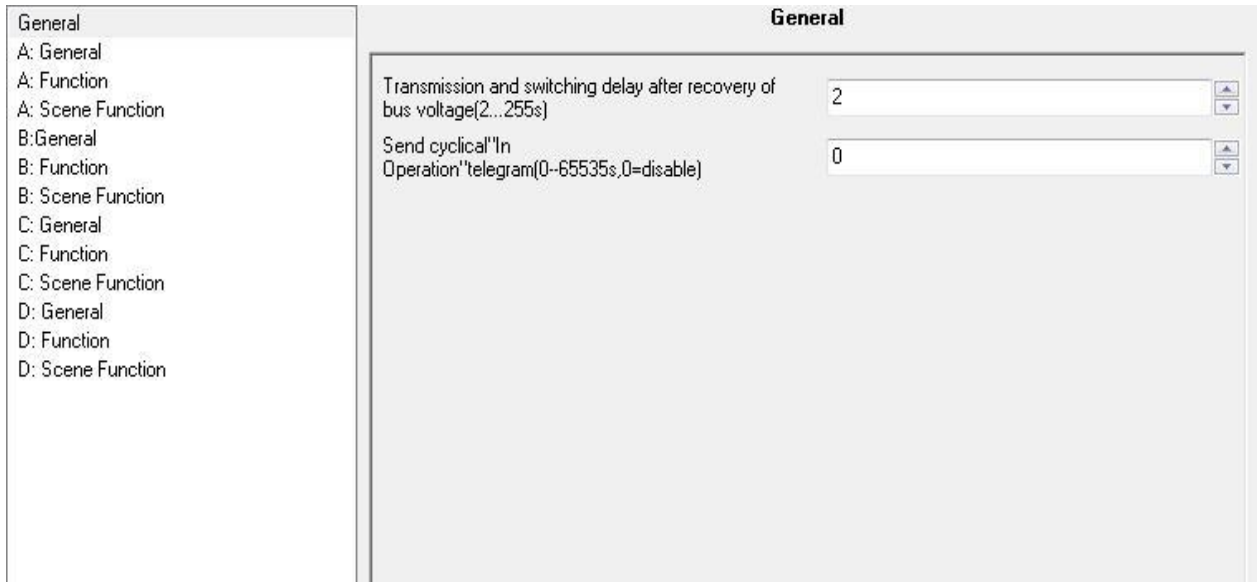 General
A: General
A: Function
A: Scene Function
B:General
B: Function
B: Scene Function
C: General
C: Function
C: Scene Function
D: General
D: Function
D: Scene Function
General
Transmission and switching delay after recovery of
bus voltage(2...255s)
2
Send cyclical"In
Operation"telegram(0--65535s,0=disable)
0